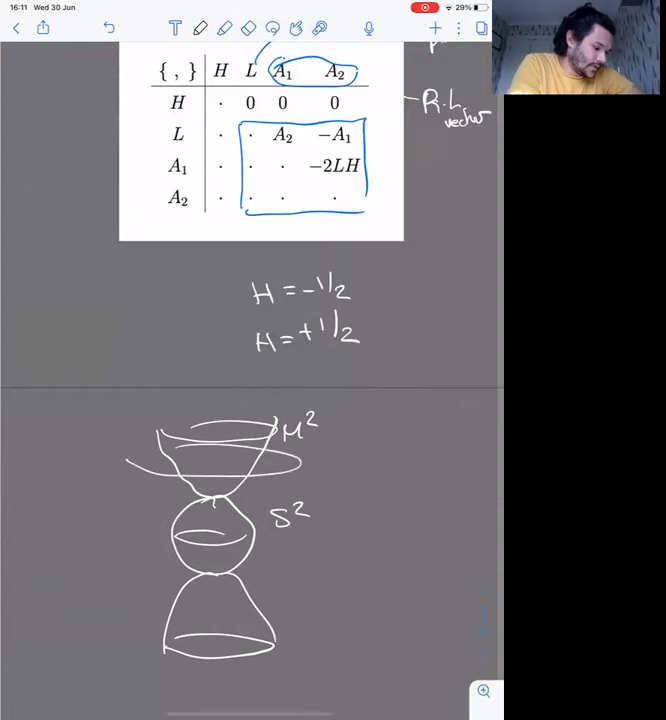 16:11 Wed 30 Jun
29%
{ , } H L A₁ A₂
H · 0 0 0
L · · A₂ −A₁
A₁ · · · −2LH
A₂ · · · ·
R.L
vector
H = -1/2
H = +1/2
S²